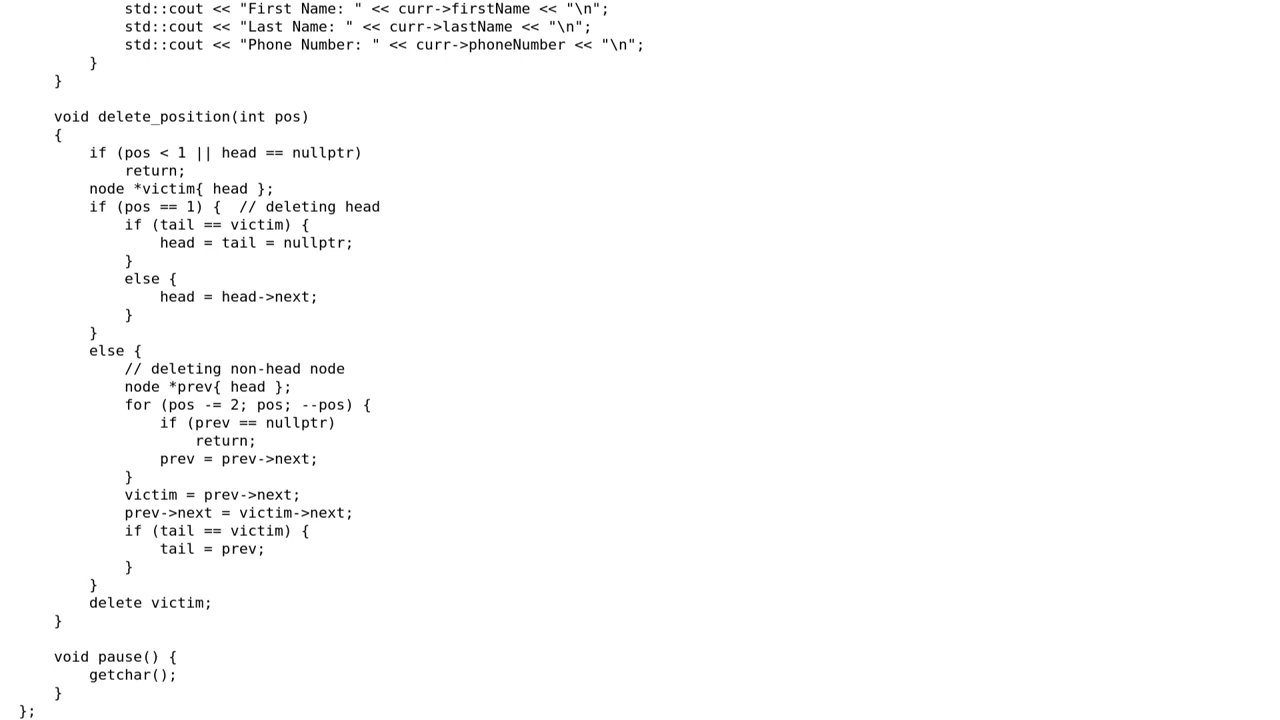 std::cout << "First Name: " << curr->firstName << "\n";
            std::cout << "Last Name: " << curr->lastName << "\n";
            std::cout << "Phone Number: " << curr->phoneNumber << "\n";
        }
    }

    void delete_position(int pos)
    {
        if (pos < 1 || head == nullptr)
            return;
        node *victim{ head };
        if (pos == 1) {  // deleting head
            if (tail == victim) {
                head = tail = nullptr;
            }
            else {
                head = head->next;
            }
        }
        else {
            // deleting non-head node
            node *prev{ head };
            for (pos -= 2; pos; --pos) {
                if (prev == nullptr)
                    return;
                prev = prev->next;
            }
            victim = prev->next;
            prev->next = victim->next;
            if (tail == victim) {
                tail = prev;
            }
        }
        delete victim;
    }

    void pause() {
        getchar();
    }
};